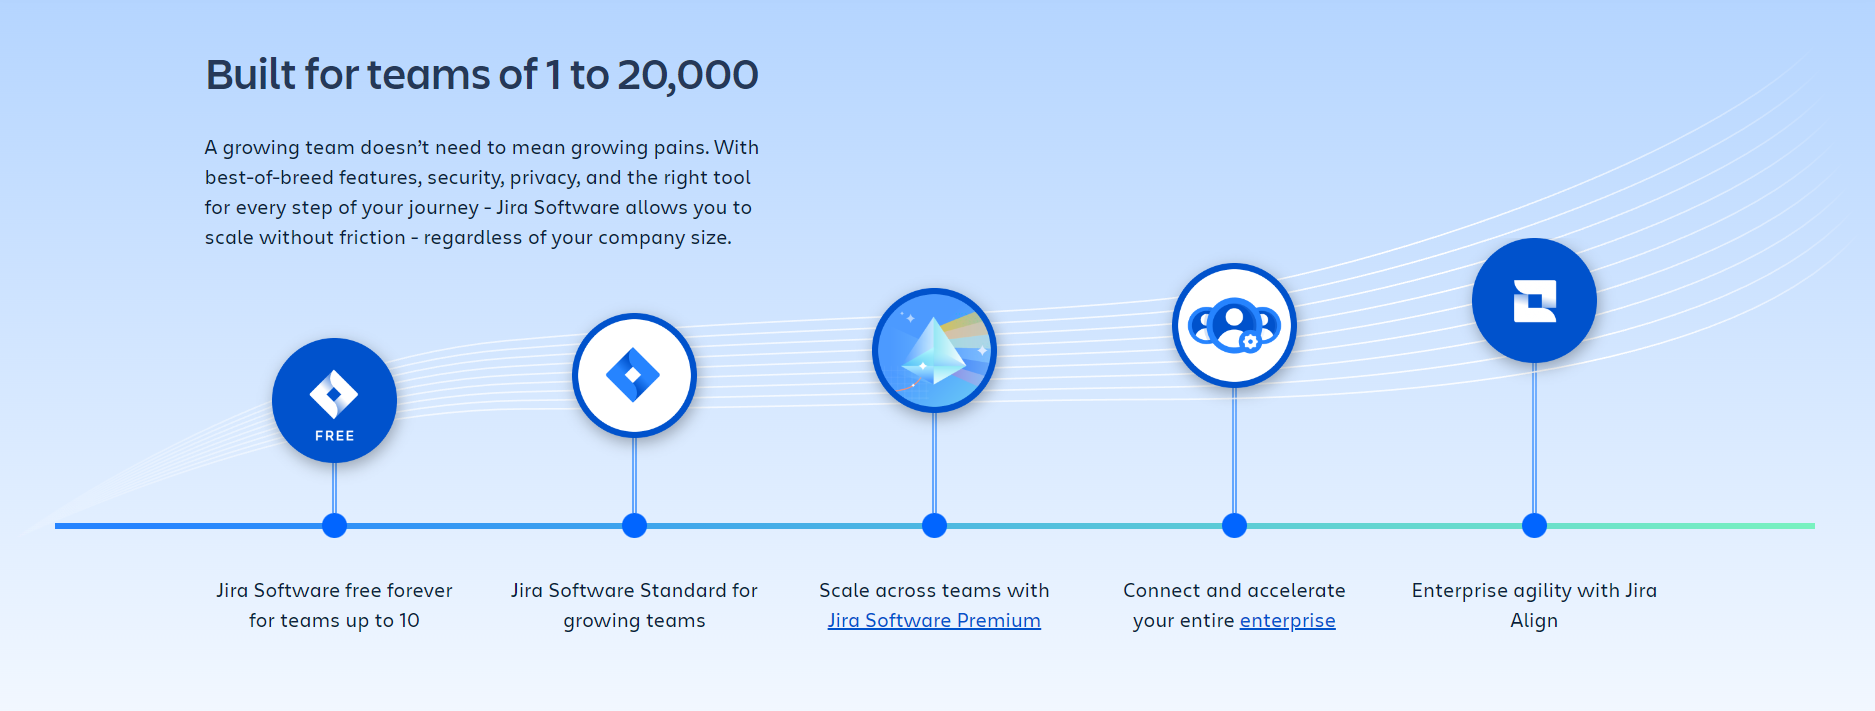 Built for teams of 1 to 20,000
A growing team doesn’t need to mean growing pains. With
best-of-breed features, security, privacy, and the right tool
for every step of your journey - Jira Software allows you to
scale without friction - regardless of your company size.
FREE
Jira Software free forever
for teams up to 10
Jira Software Standard for
growing teams
Scale across teams with
Jira Software Premium
Connect and accelerate
your entire enterprise
Enterprise agility with Jira
Align